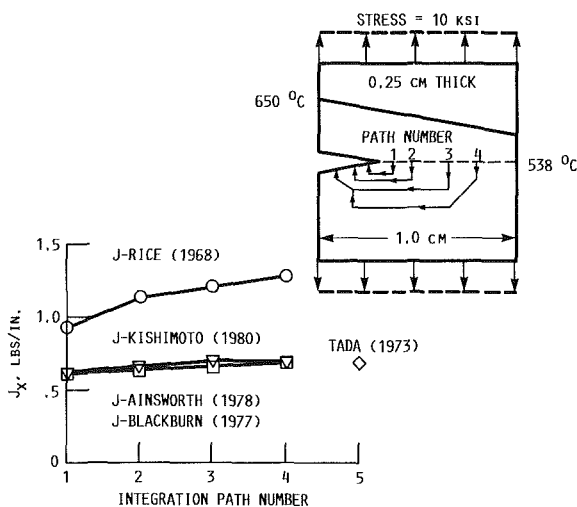 STRESS = 10 KSI
0.25 CM THICK
650 °C
PATH NUMBER
1 2 3 4
538 °C
1.0 CM
1.5
1.0
.5
0
J-RICE (1968)
J-KISHIMOTO (1980)
TADA (1973)
J-AINSWORTH (1978)
J-BLACKBURN (1977)
JX, LBS/IN.
1 2 3 4 5
INTEGRATION PATH NUMBER